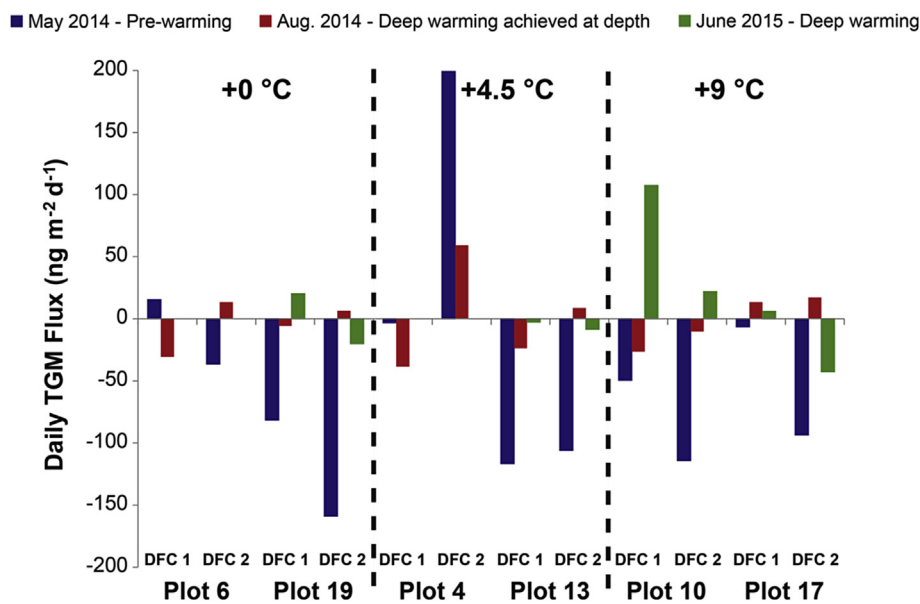 May 2014 - Pre-warming Aug. 2014 - Deep warming achieved at depth June 2015 - Deep warming
+0 °C +4.5 °C +9 °C
Daily TGM Flux (ng m⁻² d⁻¹)
200
150
100
50
0
-50
-100
-150
-200
DFC 1 DFC 2 DFC 1 DFC 2 DFC 1 DFC 2 DFC 1 DFC 2 DFC 1 DFC 2 DFC 1 DFC 2
Plot 6 Plot 19 Plot 4 Plot 13 Plot 10 Plot 17